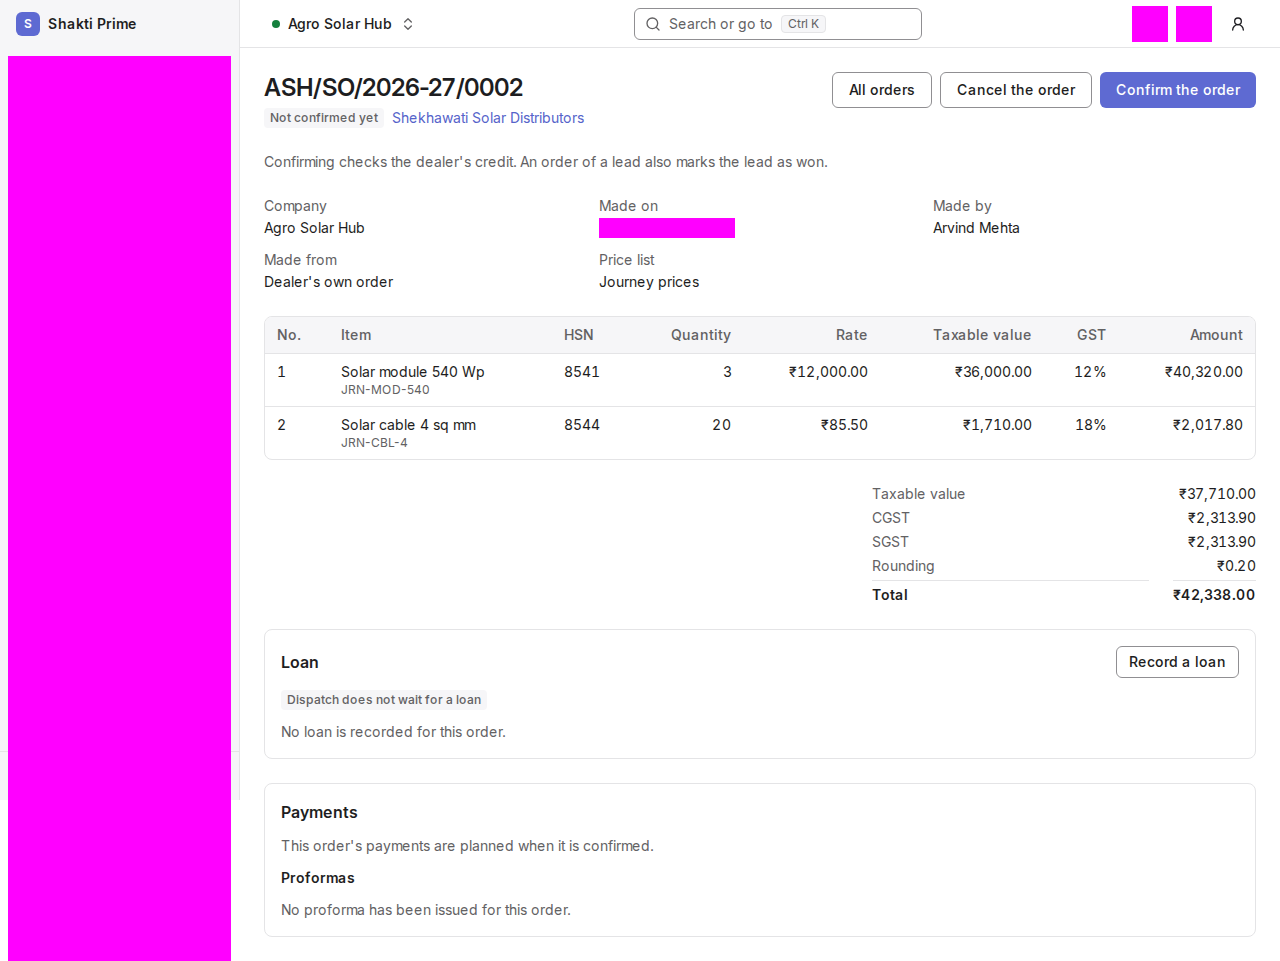 S Shakti Prime
Agro Solar Hub
Search or go to Ctrl K
ASH/SO/2026-27/0002
All orders
Cancel the order
Confirm the order
Not confirmed yet Shekhawati Solar Distributors
Confirming checks the dealer's credit. An order of a lead also marks the lead as won.
Company Made on Made by
Agro Solar Hub Arvind Mehta
Made from Price list
Dealer's own order Journey prices
No. Item HSN Quantity Rate Taxable value GST Amount
1 Solar module 540 Wp 8541 3 ₹12,000.00 ₹36,000.00 12% ₹40,320.00
JRN-MOD-540
2 Solar cable 4 sq mm 8544 20 ₹85.50 ₹1,710.00 18% ₹2,017.80
JRN-CBL-4
Taxable value ₹37,710.00
CGST ₹2,313.90
SGST ₹2,313.90
Rounding ₹0.20
Total ₹42,338.00
Loan Record a loan
Dispatch does not wait for a loan
No loan is recorded for this order.
Payments
This order's payments are planned when it is confirmed.
Proformas
No proforma has been issued for this order.